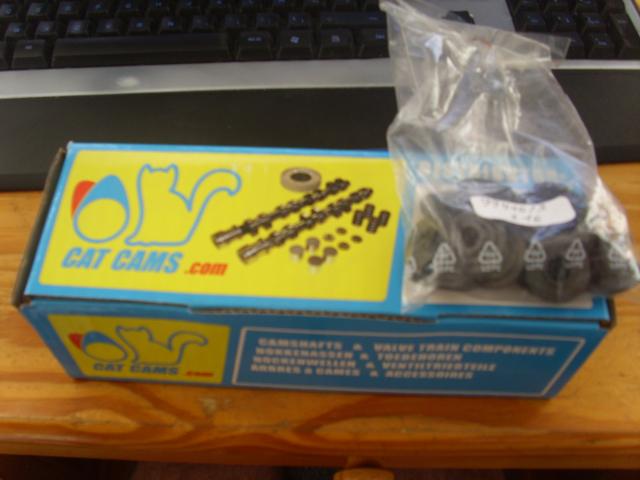 CAT CAMS .com
CAT CAMS .com
CAMSHAFTS & VALVE TRAIN COMPONENTS
NOKKENASSEN & TOEBEHOREN
NOCKENWELLEN & VENTILTRIEBTEILE
ARBRES à CAMES & ACCESSOIRES